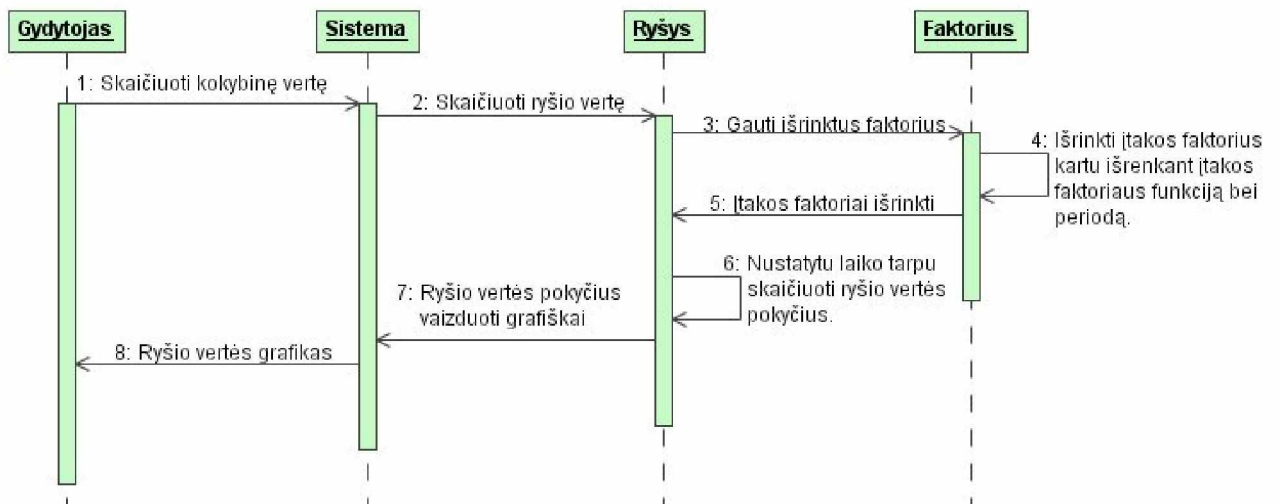 Gydytojas
Sistema
Ryšys
Faktorius
1: Skaičiuoti kokybinę vertę
2: Skaičiuoti ryšio vertę
3: Gauti išrinktus faktorius
4: Išrinkti įtakos faktorius
kartu išrenkant įtakos
faktoriaus funkciją bei
periodą.
5: Įtakos faktoriai išrinkti
6: Nustatytu laiko tarpu
skaičiuoti ryšio vertės
pokyčius.
7: Ryšio vertės pokyčius
vaizduoti grafiškai
8: Ryšio vertės grafikas